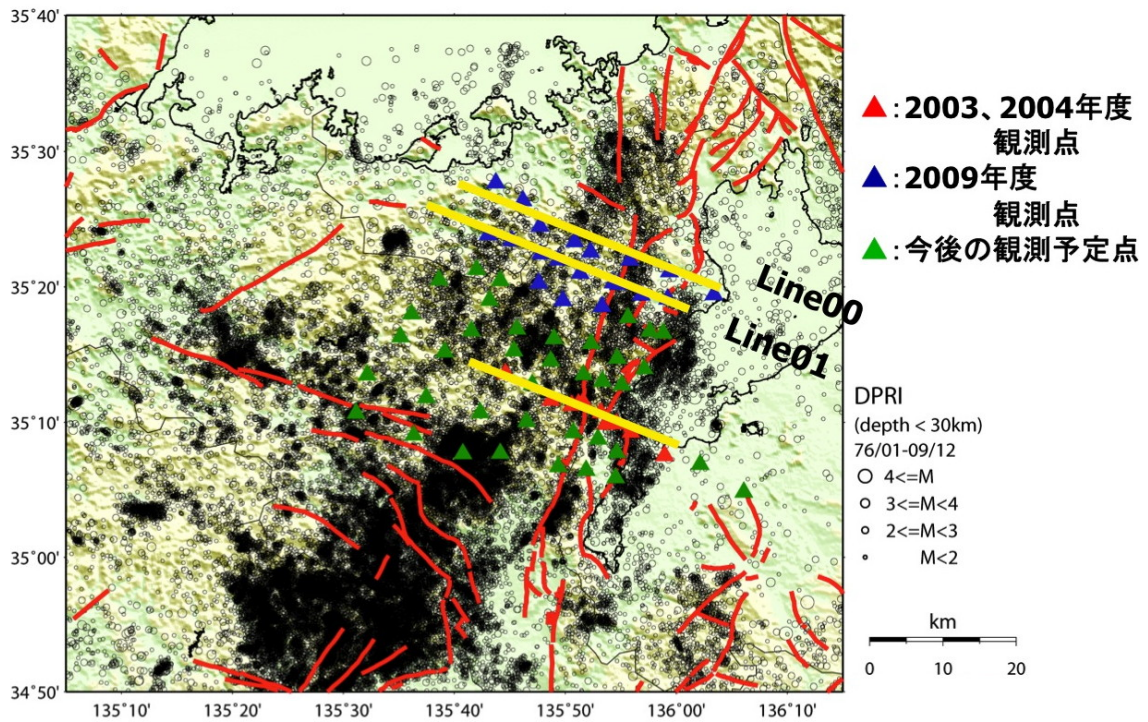 35˚40'
35˚30'
35˚20'
35˚10'
35˚00'
34˚50'
135˚10'
135˚20'
135˚30'
135˚40'
135˚50'
136˚00'
136˚10'
Line00
Line01
:2003、2004年度
観測点
:2009年度
観測点
:今後の観測予定点
DPRI
(depth < 30km)
76/01-09/12
4<=M
3<=M<4
2<=M<3
M<2
km
0 10 20